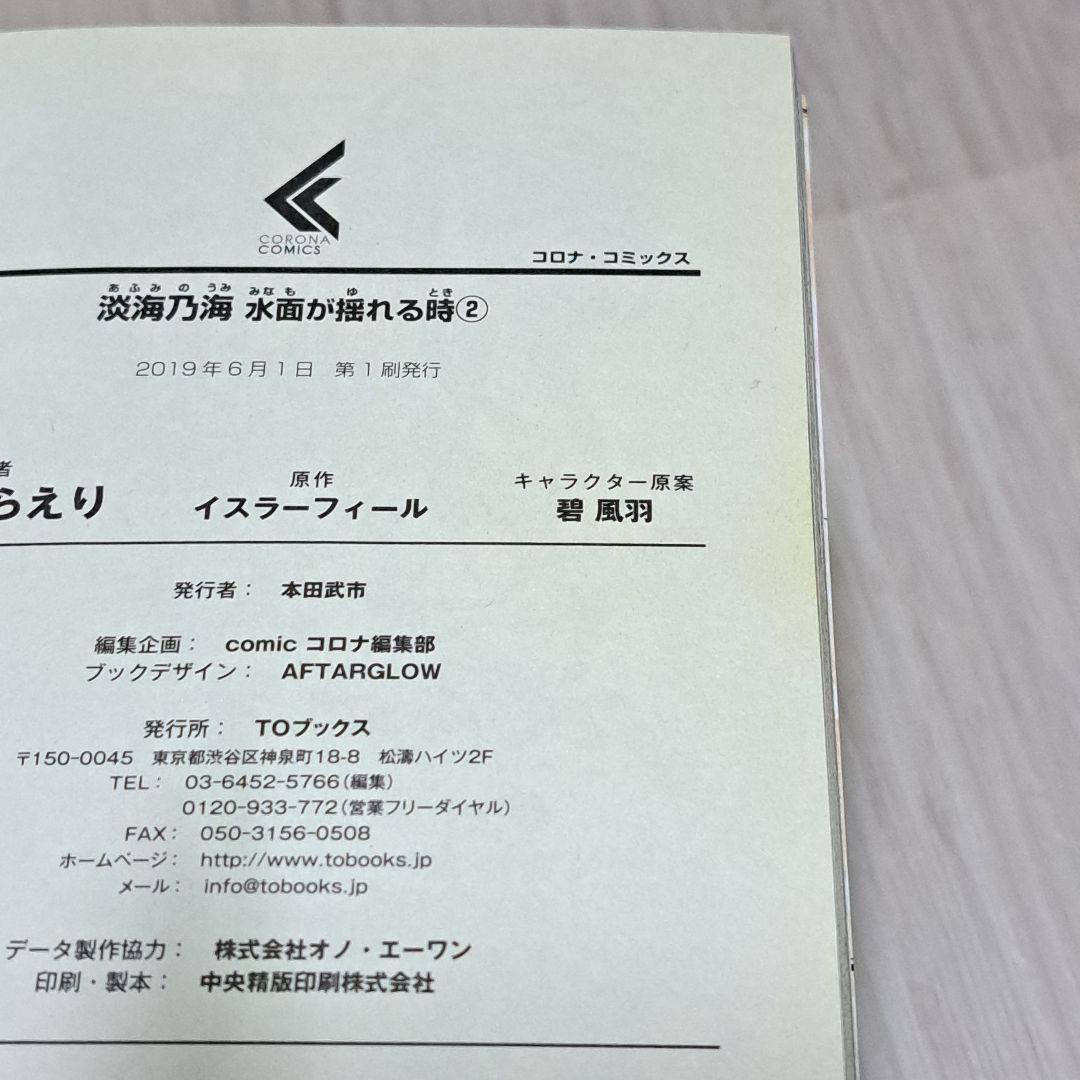 CORONA
COMICS
コロナ・コミックス
あふみのうみ みなも ゆ とき
淡海乃海 水面が揺れる時②
2019年6月1日 第1刷発行
者 原作 キャラクター原案
らえり イスラーフィール 碧 風羽
発行者： 本田武市
編集企画： comic コロナ編集部
ブックデザイン： AFTARGLOW
発行所： TOブックス
〒150-0045 東京都渋谷区神泉町18-8 松濤ハイツ2F
TEL： 03-6452-5766（編集）
0120-933-772（営業フリーダイヤル）
FAX： 050-3156-0508
ホームページ： http://www.tobooks.jp
メール： info@tobooks.jp
データ製作協力： 株式会社オノ・エーワン
印刷・製本： 中央精版印刷株式会社